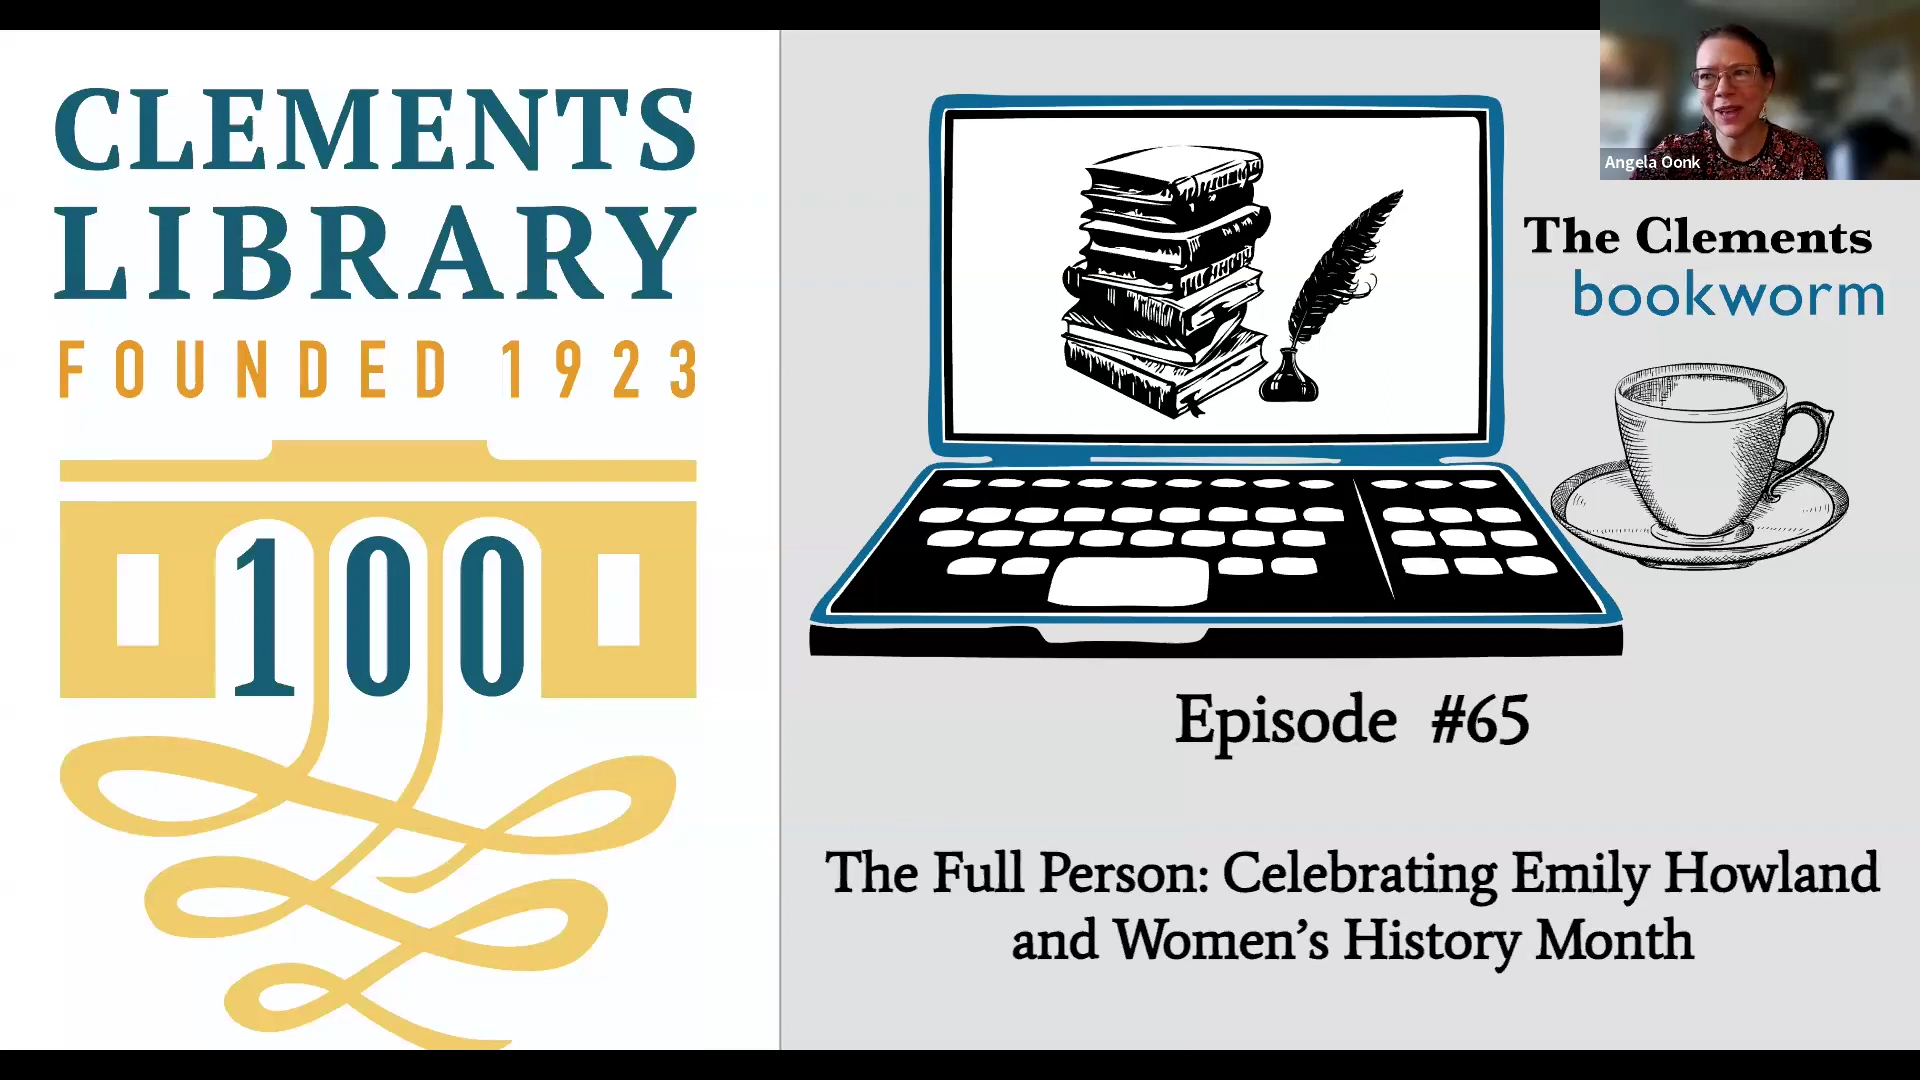 CLEMENTS
LIBRARY
FOUNDED 1923
100
Angela Oonk
The Clements
bookworm
Episode #65
The Full Person: Celebrating Emily Howland
and Women’s History Month